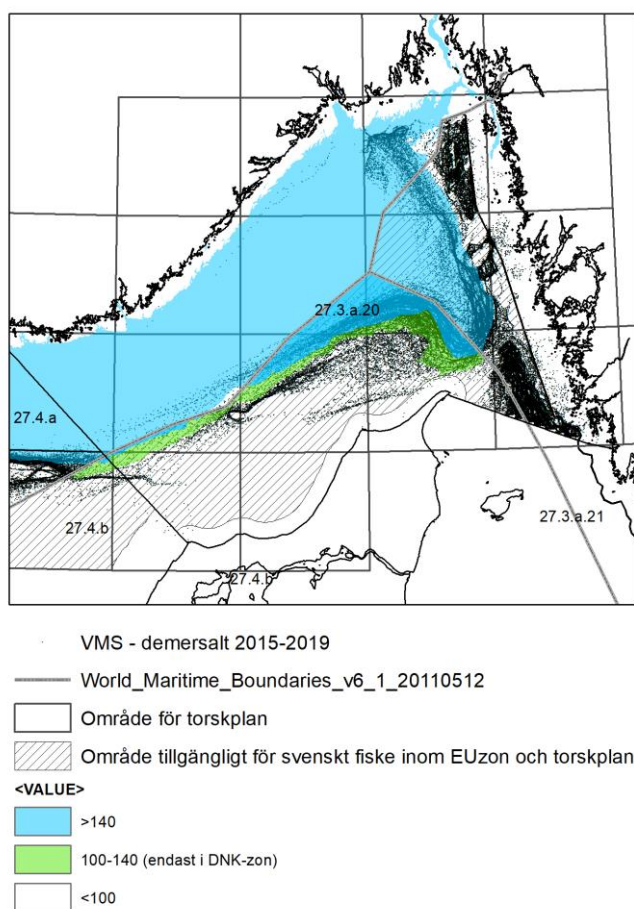 27.3.a.20
27.4.a
27.4.b
27.3.a.21
27.4.b
VMS - demersalt 2015-2019
World_Maritime_Boundaries_v6_1_20110512
Område för torskplan
Område tillgängligt för svenskt fiske inom EUzon och torskplan
<VALUE>
>140
100-140 (endast i DNK-zon)
<100